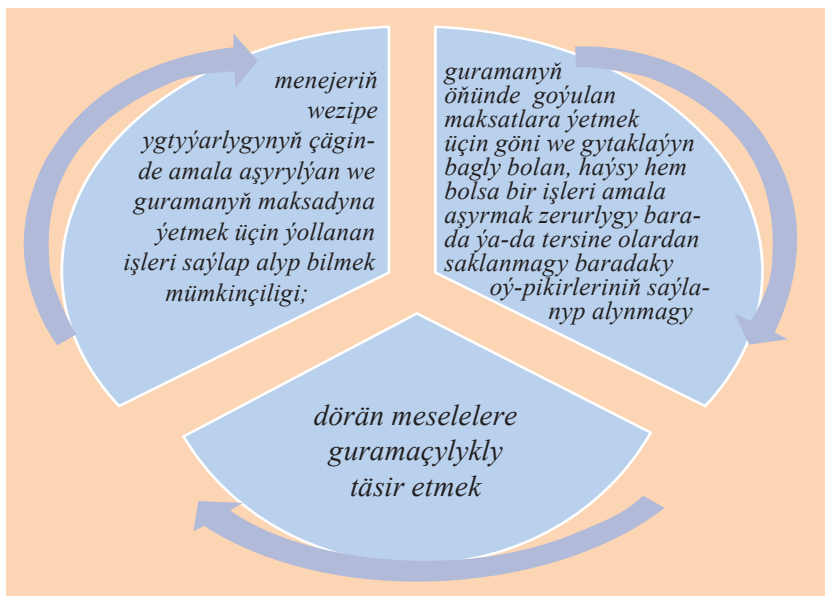 menejeriň
wezipe
ygtyýarlygynyň çägin-
de amala aşyrylýan we
guramanyň maksadyna
ýetmek üçin ýollanan
işleri saýlap alyp bilmek
mümkinçiligi;
guramanyň
öňünde goýulan
maksatlara ýetmek
üçin göni we gytaklaýyn
bagly bolan, haýsy hem
bolsa bir işleri amala
aşyrmak zerurlygy bara-
da ýa-da tersine olardan
saklanmagy baradaky
oý-pikirleriniň saýla-
nyp alynmagy
dörän meselelere
guramaçylykly
täsir etmek